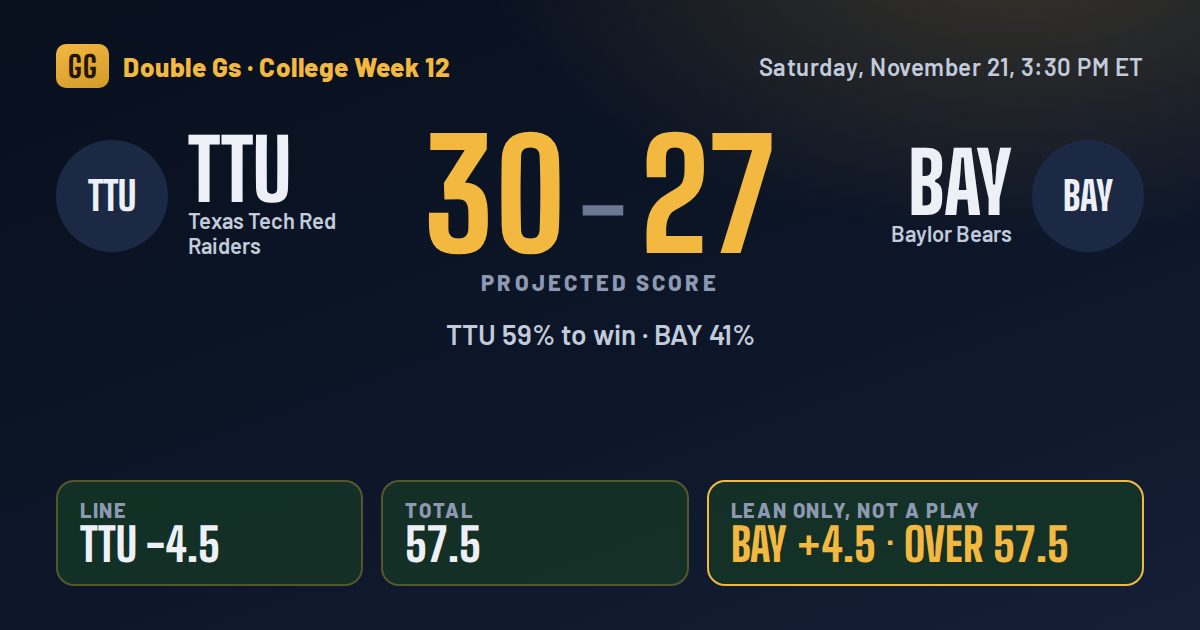 GG
Double Gs · College Week 12
Saturday, November 21, 3:30 PM ET
TTU
TTU
Texas Tech Red
Raiders
30 – 27
PROJECTED SCORE
TTU 59% to win · BAY 41%
BAY
Baylor Bears
BAY
LINE
TTU −4.5
TOTAL
57.5
LEAN ONLY, NOT A PLAY
BAY +4.5 · OVER 57.5